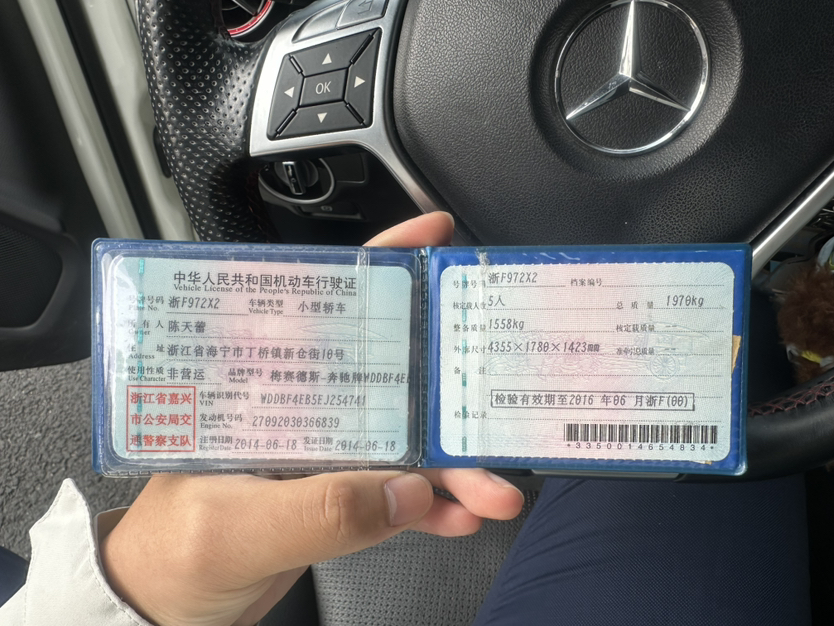 OK
中华人民共和国机动车行驶证
Vehicle License of the People's Republic of China
号牌号码 浙F972X2 车辆类型 小型轿车
Plate No. Vehicle Type
所有人 陈天蕾
Owner
住址 浙江省海宁市丁桥镇新仓街10号
Address
使用性质 非营运 品牌型号 梅赛德斯-奔驰牌WDDBF4E
Use Character Model
浙江省嘉兴
市公安局交
通警察支队
车辆识别代号 WDDBF4EB5EJ254741
VIN
发动机号码 27092030366839
Engine No.
注册日期 2014-06-18 发证日期 2014-06-18
Register Date Issue Date
号牌号码 浙F972X2 档案编号
核定载人数 5人 总质量 1970kg
整备质量 1558kg 核定载质量 --
外廓尺寸 4355×1780×1423mm 准牵引总质量 --
备注
检验有效期至2016 年06 月浙F(00)
检验记录
*3350014654834*